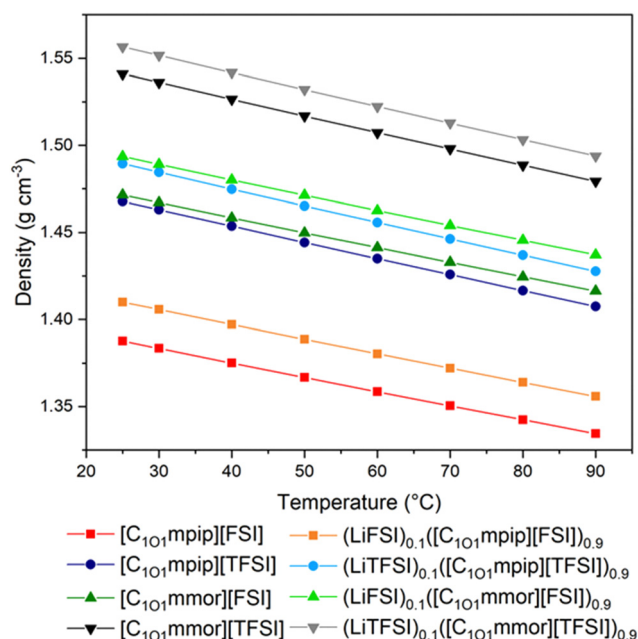 1.55
1.50
1.45
1.40
1.35
Density (g cm⁻³)
20 30 40 50 60 70 80 90
Temperature (°C)
[C₁O₁mpip][FSI] (LiFSI)₀.₁([C₁O₁mpip][FSI])₀.₉
[C₁O₁mpip][TFSI] (LiTFSI)₀.₁([C₁O₁mpip][TFSI])₀.₉
[C₁O₁mmor][FSI] (LiFSI)₀.₁([C₁O₁mmor][FSI])₀.₉
[C₁O₁mmor][TFSI] (LiTFSI)₀.₁([C₁O₁mmor][TFSI])₀.₉